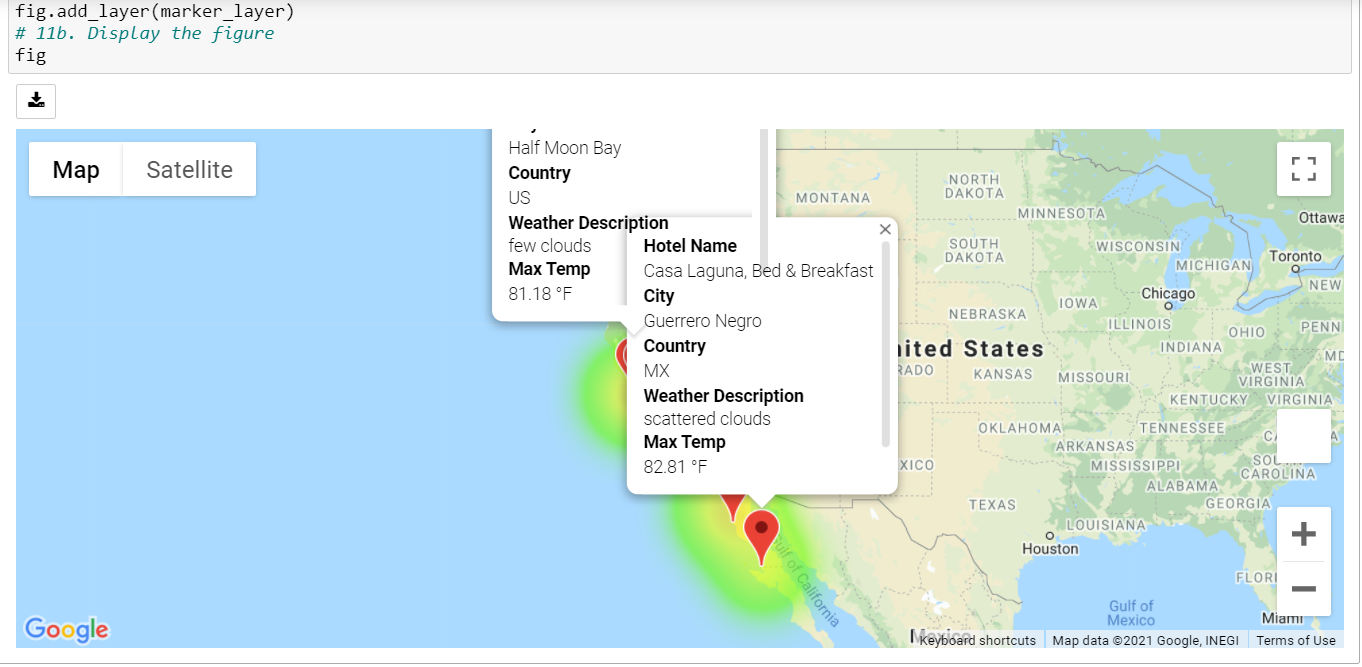 fig.add_layer(marker_layer)
# 11b. Display the figure
fig
Map
Satellite
Half Moon Bay
Country
US
Weather Description
few clouds
Max Temp
81.18 °F
Hotel Name
Casa Laguna, Bed & Breakfast
City
Guerrero Negro
Country
MX
Weather Description
scattered clouds
Max Temp
82.81 °F
MONTANA
NORTH
DAKOTA
MINNESOTA
Ottawa
SOUTH
DAKOTA
WISCONSIN
MICHIGAN
Toronto
NEW
Chicago
IOWA
NEBRASKA
ILLINOIS
OHIO
PENN
INDIANA
ited States
MD
RADO
KANSAS
MISSOURI
WEST
VIRGINIA
KENTUCKY
VIRGINIA
OKLAHOMA
TENNESSEE
ARKANSAS
XICO
MISSISSIPPI
CAROLINA
ALABAMA
TEXAS
GEORGIA
LOUISIANA
Houston
Gulf of California
FLORI
Gulf of
Mexico
Miami
Mexico
Google
Keyboard shortcuts
Map data ©2021 Google, INEGI
Terms of Use